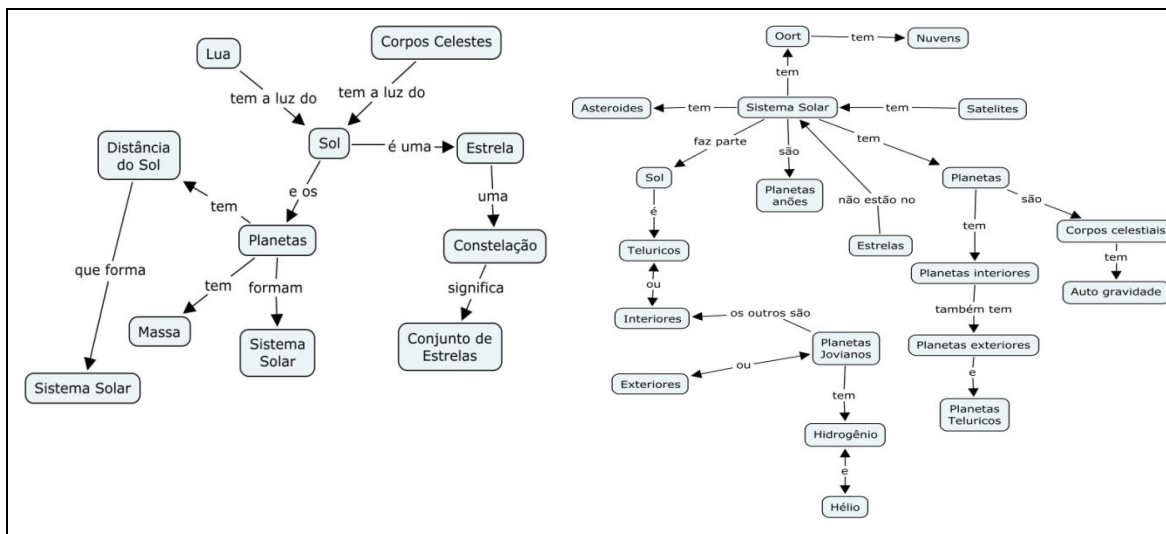 Lua
Corpos Celestes
tem a luz do
tem a luz do
Distância
do Sol
Sol
é uma
Estrela
e os
tem
uma
Planetas
Constelação
que forma
tem
formam
significa
Massa
Sistema
Solar
Conjunto de
Estrelas
Sistema Solar
Oort
tem
Nuvens
tem
Asteroides
tem
Sistema Solar
tem
Satelites
faz parte
são
tem
Sol
Planetas
anões
Planetas
não estão no
são
é
tem
Corpos celestiais
Teluricos
Estrelas
tem
ou
Planetas interiores
Auto gravidade
Interiores
os outros são
também tem
Planetas
Jovianos
Planetas exteriores
Exteriores
ou
e
tem
Planetas
Teluricos
Hidrogênio
e
Hélio